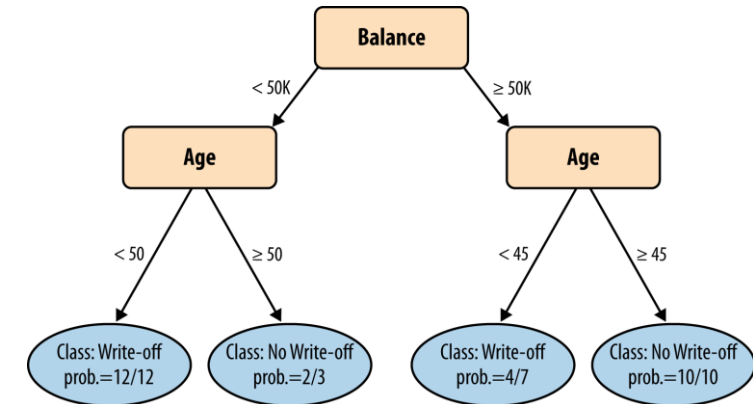 Balance
< 50K
≥ 50K
Age
Age
< 50
≥ 50
< 45
≥ 45
Class: Write-off
prob.=12/12
Class: No Write-off
prob.=2/3
Class: Write-off
prob.=4/7
Class: No Write-off
prob.=10/10